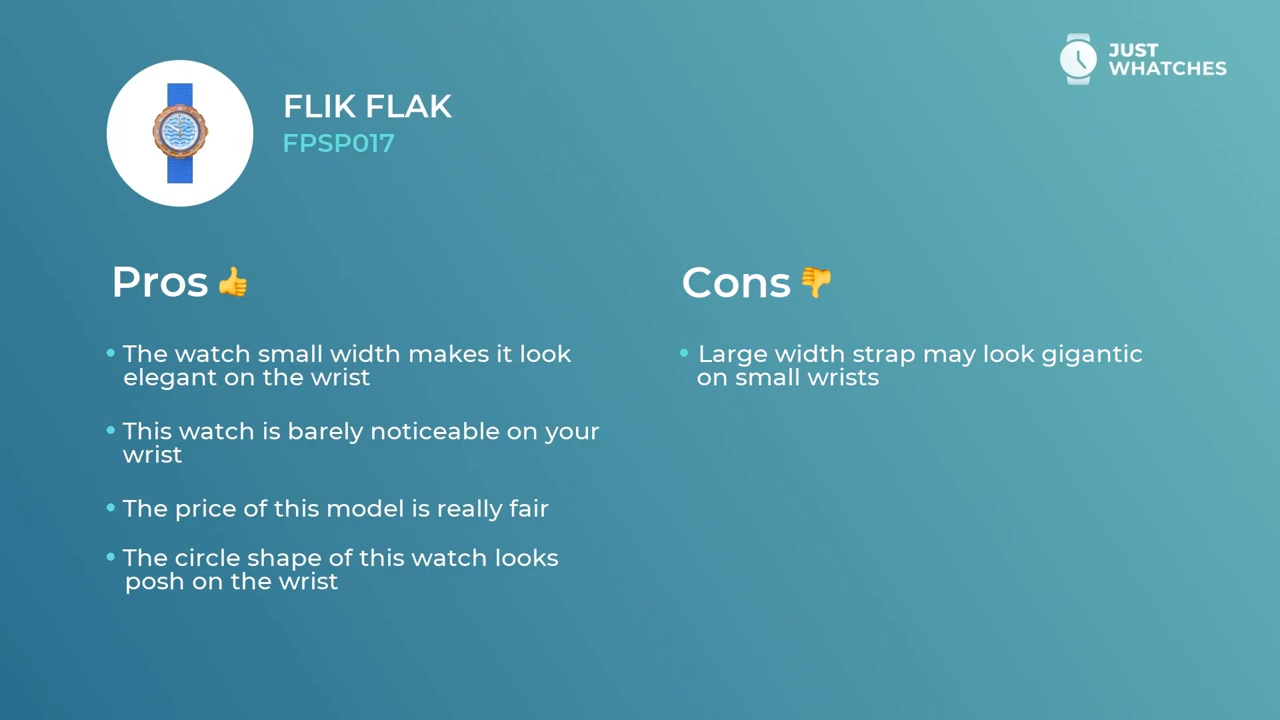 JUST
WHATCHES
FLIK FLAK
FPSP017
Pros 👍
The watch small width makes it look
elegant on the wrist
This watch is barely noticeable on your
wrist
The price of this model is really fair
The circle shape of this watch looks
posh on the wrist
Cons 👎
Large width strap may look gigantic
on small wrists